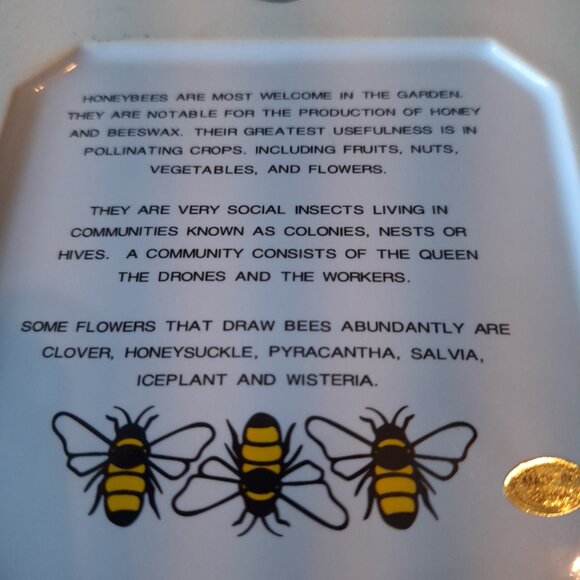 HONEYBEES ARE MOST WELCOME IN THE GARDEN.
THEY ARE NOTABLE FOR THE PRODUCTION OF HONEY
AND BEESWAX. THEIR GREATEST USEFULNESS IS IN
POLLINATING CROPS. INCLUDING FRUITS, NUTS,
VEGETABLES, AND FLOWERS.
THEY ARE VERY SOCIAL INSECTS LIVING IN
COMMUNITIES KNOWN AS COLONIES, NESTS OR
HIVES. A COMMUNITY CONSISTS OF THE QUEEN
THE DRONES AND THE WORKERS.
SOME FLOWERS THAT DRAW BEES ABUNDANTLY ARE
CLOVER, HONEYSUCKLE, PYRACANTHA, SALVIA,
ICEPLANT AND WISTERIA.